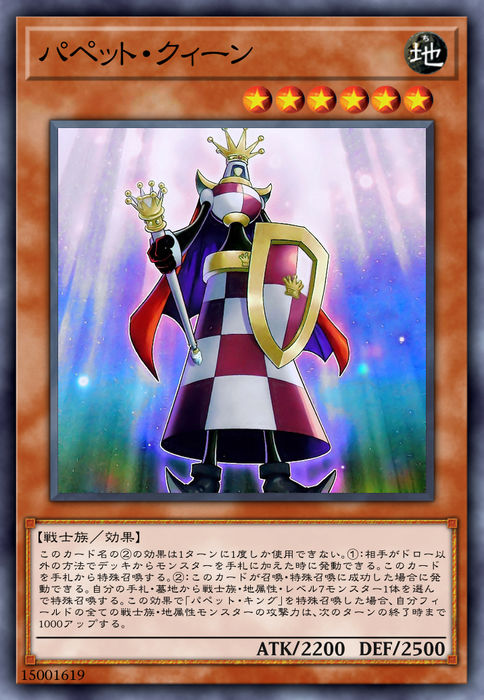 パペット・クィーン
ち
地
【戦士族／効果】
このカード名の②の効果は1ターンに1度しか使用できない。①：相手がドロー以
外の方法でデッキからモンスターを手札に加えた時に発動できる。このカード
を手札から特殊召喚する。②：このカードが召喚・特殊召喚に成功した場合に発
動できる。自分の手札・墓地から戦士族・地属性・レベル7モンスター1体を選ん
で特殊召喚する。この効果で「パペット・キング」を特殊召喚した場合、自分フィ
ールドの全ての戦士族・地属性モンスターの攻撃力は、次のターンの終了時まで
1000アップする。
ATK/2200 DEF/2500
15001619